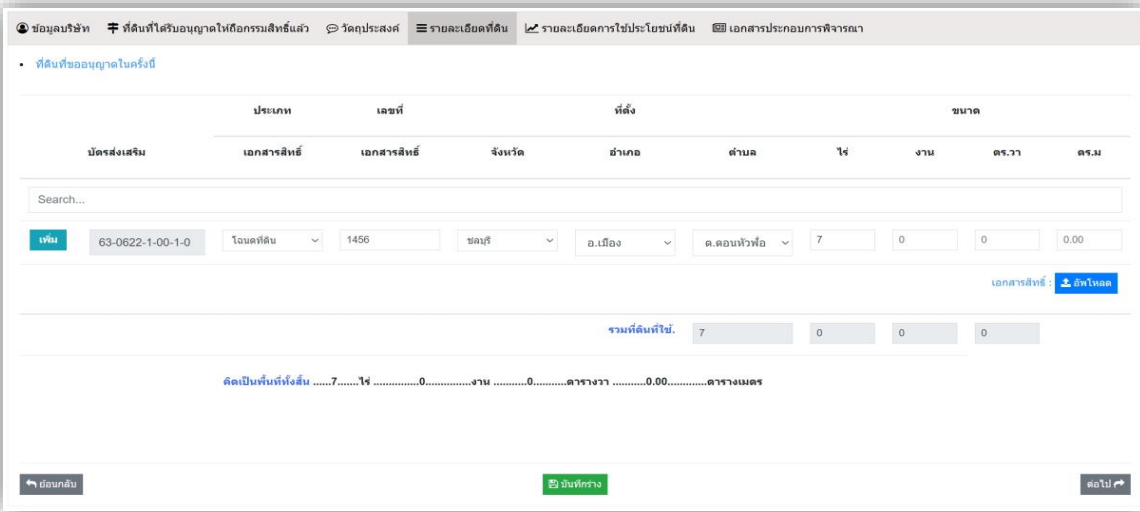 ข้อมูลบริษัท ที่ดินที่ได้รับอนุญาตให้ถือกรรมสิทธิ์แล้ว วัตถุประสงค์ รายละเอียดที่ดิน รายละเอียดการใช้ประโยชน์ที่ดิน เอกสารประกอบการพิจารณา
• ที่ดินที่ขออนุญาตในครั้งนี้
ประเภท เลขที่ ที่ตั้ง ขนาด
บัตรส่งเสริม เอกสารสิทธิ์ เอกสารสิทธิ์ จังหวัด อำเภอ ตำบล ไร่ งาน ตร.วา ตร.ม
Search...
เพิ่ม 63-0622-1-00-1-0 โฉนดที่ดิน 1456 ชลบุรี อ.เมือง ต.ดอนหัวฬ่อ 7 0 0 0.00
เอกสารสิทธิ์ : อัพโหลด
รวมที่ดินที่ใช้. 7 0 0 0
คิดเป็นพื้นที่ทั้งสิ้น ......7.......ไร่ ...............0...............งาน ...........0...........ตารางวา ...........0.00.............ตารางเมตร
ย้อนกลับ บันทึกร่าง ต่อไป